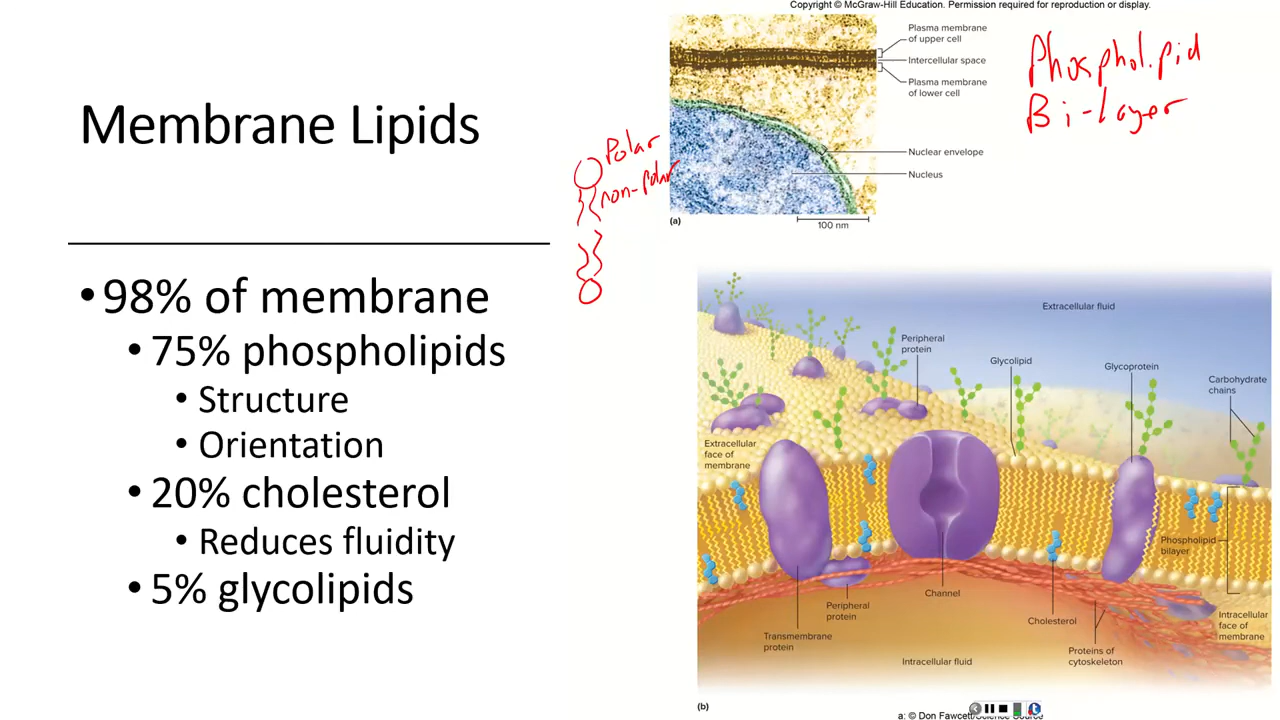 Copyright © McGraw-Hill Education. Permission required for reproduction or display.
Membrane Lipids
• 98% of membrane
• 75% phospholipids
• Structure
• Orientation
• 20% cholesterol
• Reduces fluidity
• 5% glycolipids
Polar
non-polar
Phospholipid
Bi-layer
Plasma membrane
of upper cell
Intercellular space
Plasma membrane
of lower cell
Nuclear envelope
Nucleus
(a)
100 nm
Extracellular fluid
Peripheral
protein
Glycolipid
Glycoprotein
Carbohydrate
chains
Extracellular
face of
membrane
Phospholipid
bilayer
Channel
Peripheral
protein
Cholesterol
Intracellular
face of
membrane
Transmembrane
protein
Proteins of
cytoskeleton
Intracellular fluid
(b)
a: © Don Fawcett/Science Source